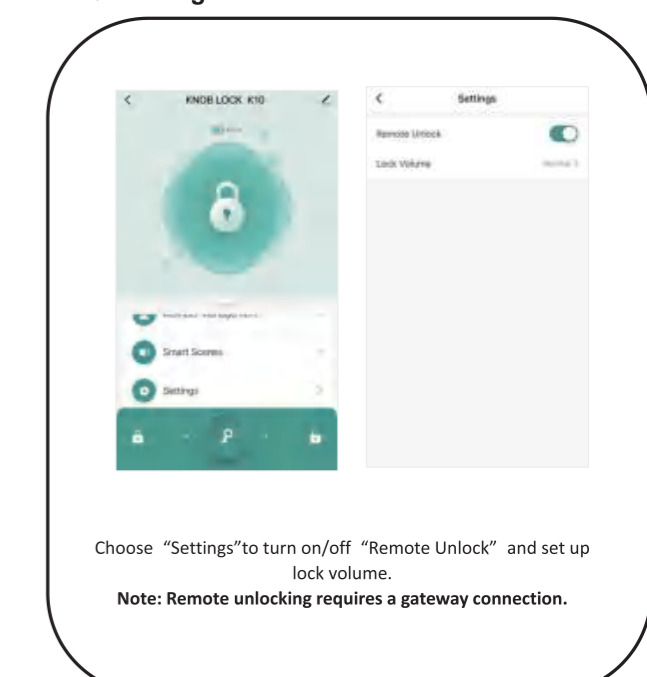 KNOB LOCK K10
Smart Scenes
Settings
Settings
Remote Unlock
Lock Volume
Normal
Choose “Settings”to turn on/off “Remote Unlock” and set up
lock volume.
Note: Remote unlocking requires a gateway connection.